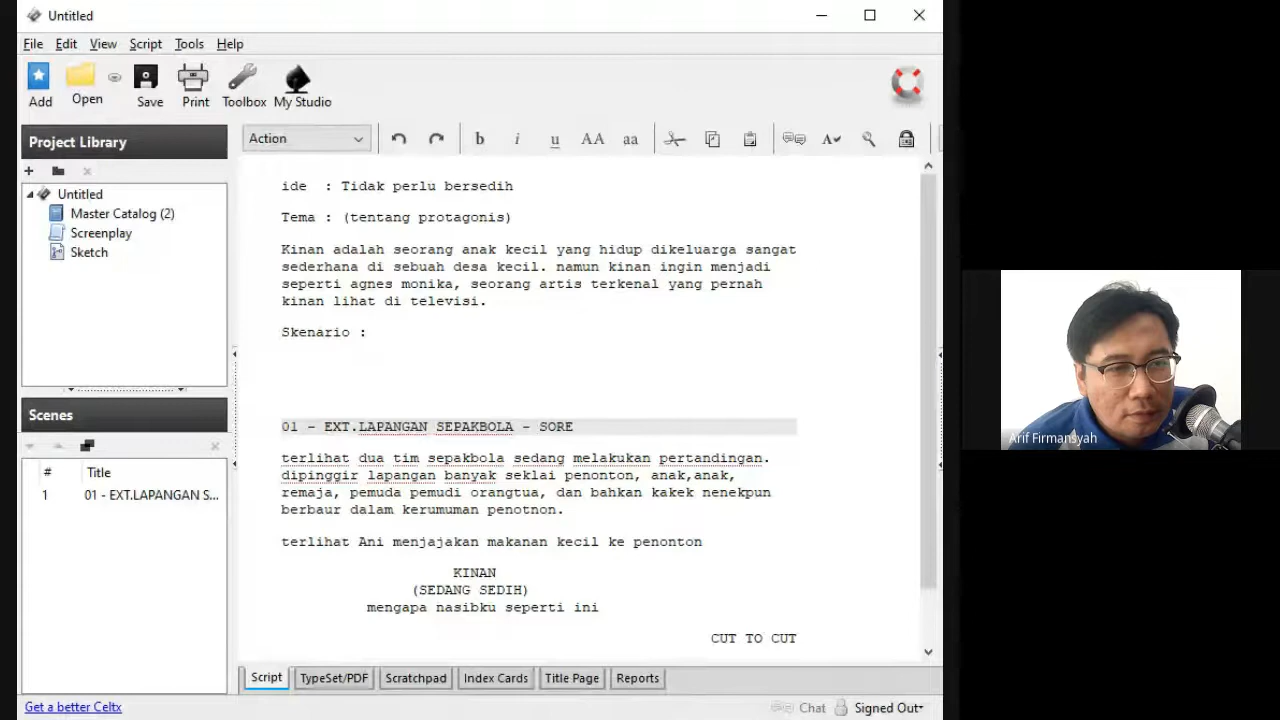 Untitled
File Edit View Script Tools Help
Add Open Save Print Toolbox My Studio
Project Library
Action
b i u AA aa
Untitled
Master Catalog (2)
Screenplay
Sketch
ide : Tidak perlu bersedih
Tema : (tentang protagonis)
Kinan adalah seorang anak kecil yang hidup dikeluarga sangat
sederhana di sebuah desa kecil. namun kinan ingin menjadi
seperti agnes monika, seorang artis terkenal yang pernah
kinan lihat di televisi.
Skenario :
Scenes
# Title
1 01 - EXT.LAPANGAN S...
01 - EXT.LAPANGAN SEPAKBOLA - SORE
terlihat dua tim sepakbola sedang melakukan pertandingan.
dipinggir lapangan banyak seklai penonton, anak,anak,
remaja, pemuda pemudi orangtua, dan bahkan kakek nenekpun
berbaur dalam kerumuman penotnon.
terlihat Ani menjajakan makanan kecil ke penonton
KINAN
(SEDANG SEDIH)
mengapa nasibku seperti ini
CUT TO CUT
Script TypeSet/PDF Scratchpad Index Cards Title Page Reports
Get a better Celtx
Chat Signed Out
Arif Firmansyah